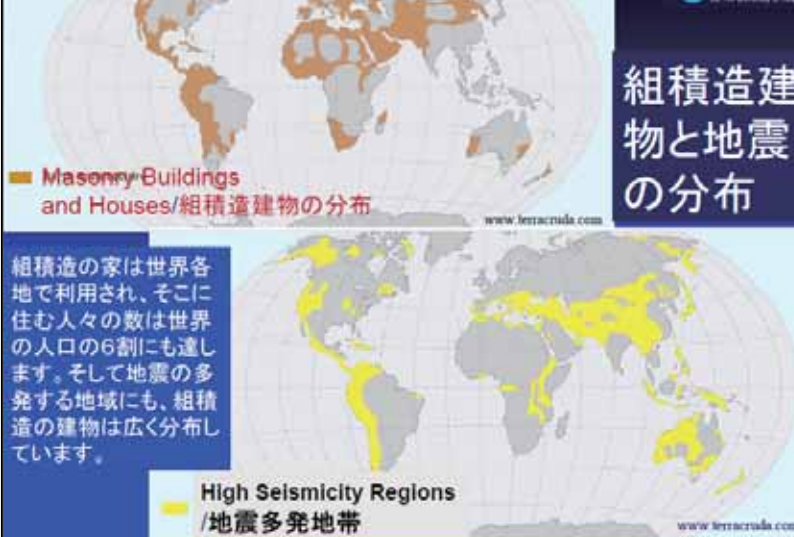 組積造建
物と地震
の分布
Masonry Buildings
and Houses/組積造建物の分布
www.terracruda.com
組積造の家は世界各
地で利用され、そこに
住む人々の数は世界
の人口の6割にも達し
ます。そして地震の多
発する地域にも、組積
造の建物は広く分布し
ています。
High Seismicity Regions
/地震多発地帯
www.terracruda.com